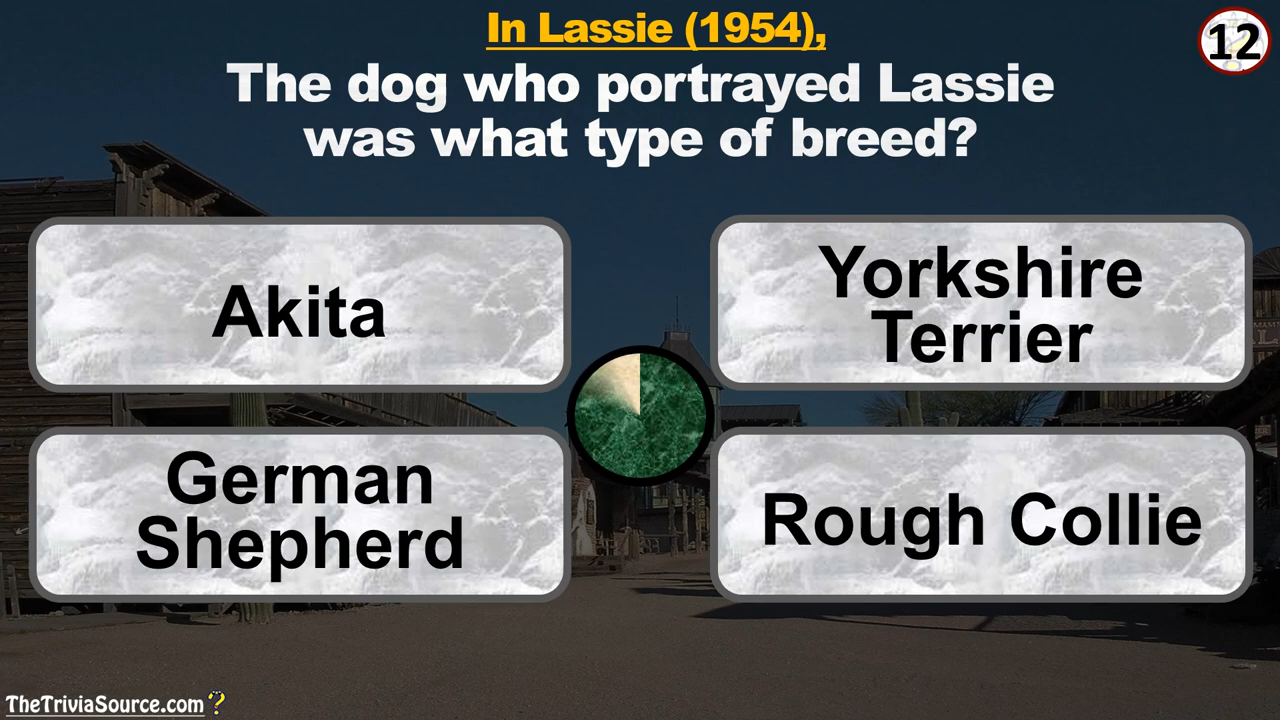 In Lassie (1954),
12
The dog who portrayed Lassie
was what type of breed?
Akita
Yorkshire
Terrier
German
Shepherd
Rough Collie
TheTriviaSource.com?